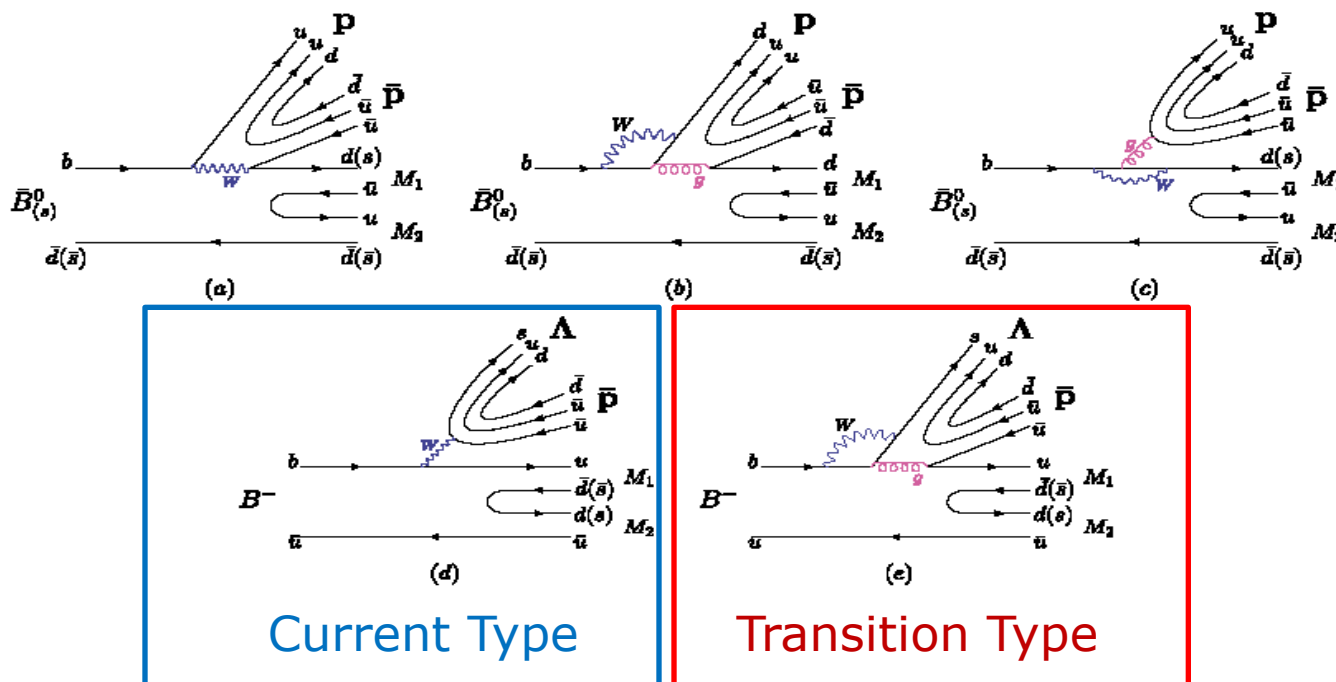 p
u u d
d̄ p̄
ū
ū
b
W
d(s)
ū M₁
B̄⁰₍ₛ₎
u M₂
d̄(s̄)
d̄(s̄)
(a)
p
d u u
ū p̄
ū
d̄
W
b
g
d
ū M₁
B̄⁰₍ₛ₎
u M₂
d̄(s̄)
d̄(s̄)
(b)
p
u u d
d̄
ū p̄
ū
g
b
W
d(s)
ū
B̄⁰₍ₛ₎
u
d̄(s̄)
d̄(s̄)
(c)
Λ
s u d
d̄
ū p̄
ū
W
b
u
d̄(s̄) M₁
B⁻
d(s) M₂
ū
ū
(d)
Current Type
Λ
s u d
d̄
ū p̄
ū
W
b
g
u
d̄(s̄) M₁
B⁻
d(s) M₂
u
ū
(e)
Transition Type